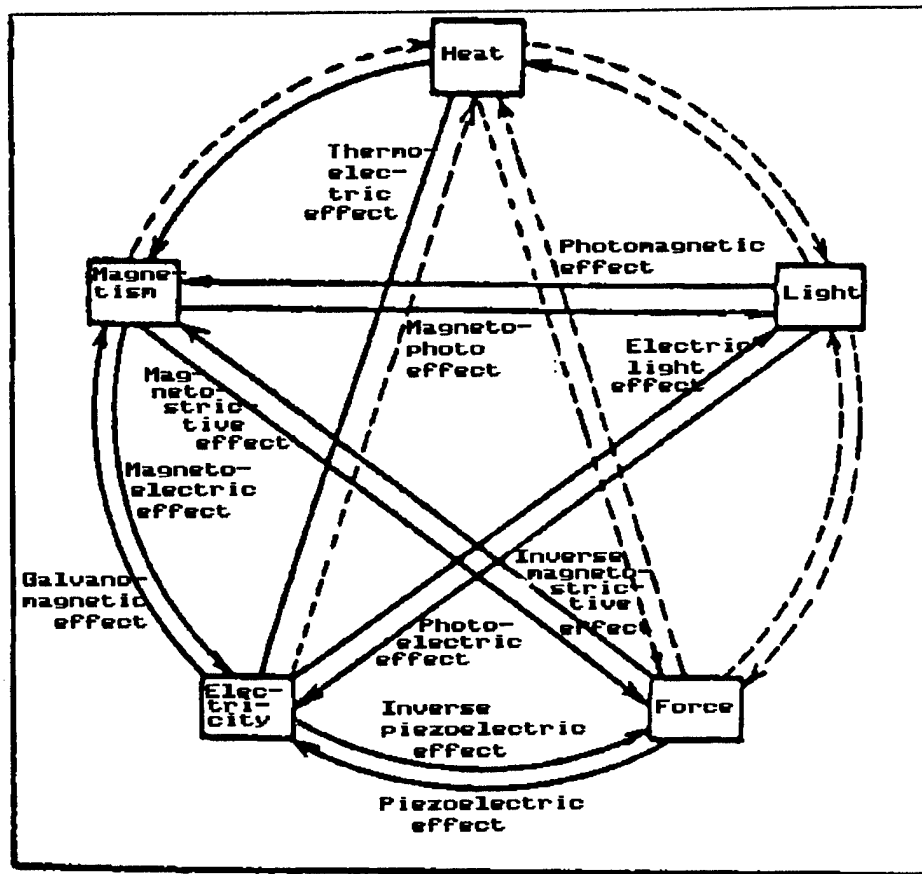 Heat
Thermo-
elec-
tric
effect
Photomagnetic
effect
Magne-
tism
Light
Magneto-
photo
effect
Electric
light
effect
Mag-
neto-
stric-
tive
effect
Magneto-
electric
effect
Inverse
magneto-
stric-
tive
effect
Galvano-
magnetic
effect
Photo-
electric
effect
Elec-
tri-
city
Inverse
piezoelectric
effect
Force
Piezoelectric
effect